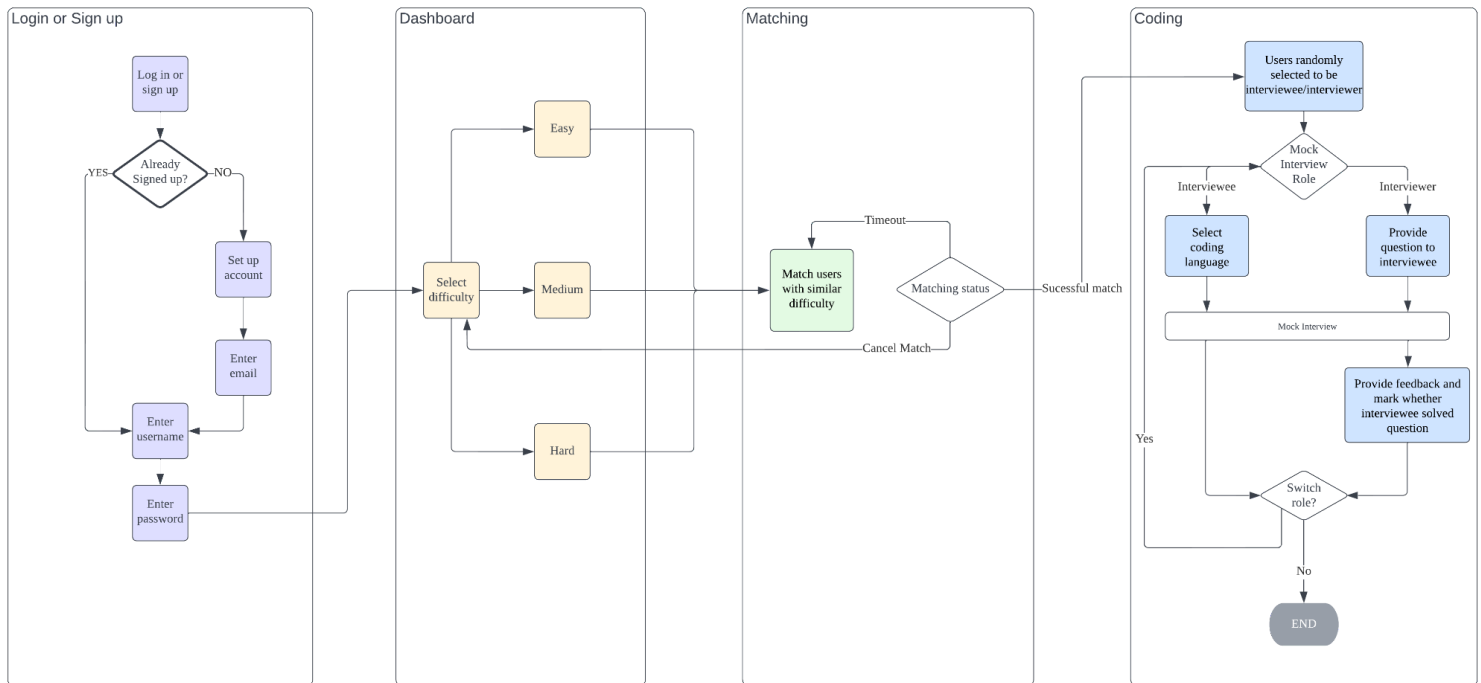 Login or Sign up
Log in or
sign up
Already
Signed up?
YES
NO
Set up
account
Enter
email
Enter
username
Enter
password
Dashboard
Easy
Select
difficulty
Medium
Hard
Matching
Timeout
Match users
with similar
difficulty
Matching status
Cancel Match
Sucessful match
Coding
Users randomly
selected to be
interviewee/interviewer
Mock
Interview
Role
Interviewee
Interviewer
Select
coding
language
Provide
question to
interviewee
Mock Interview
Provide feedback and
mark whether
interviewee solved
question
Yes
Switch
role?
No
END